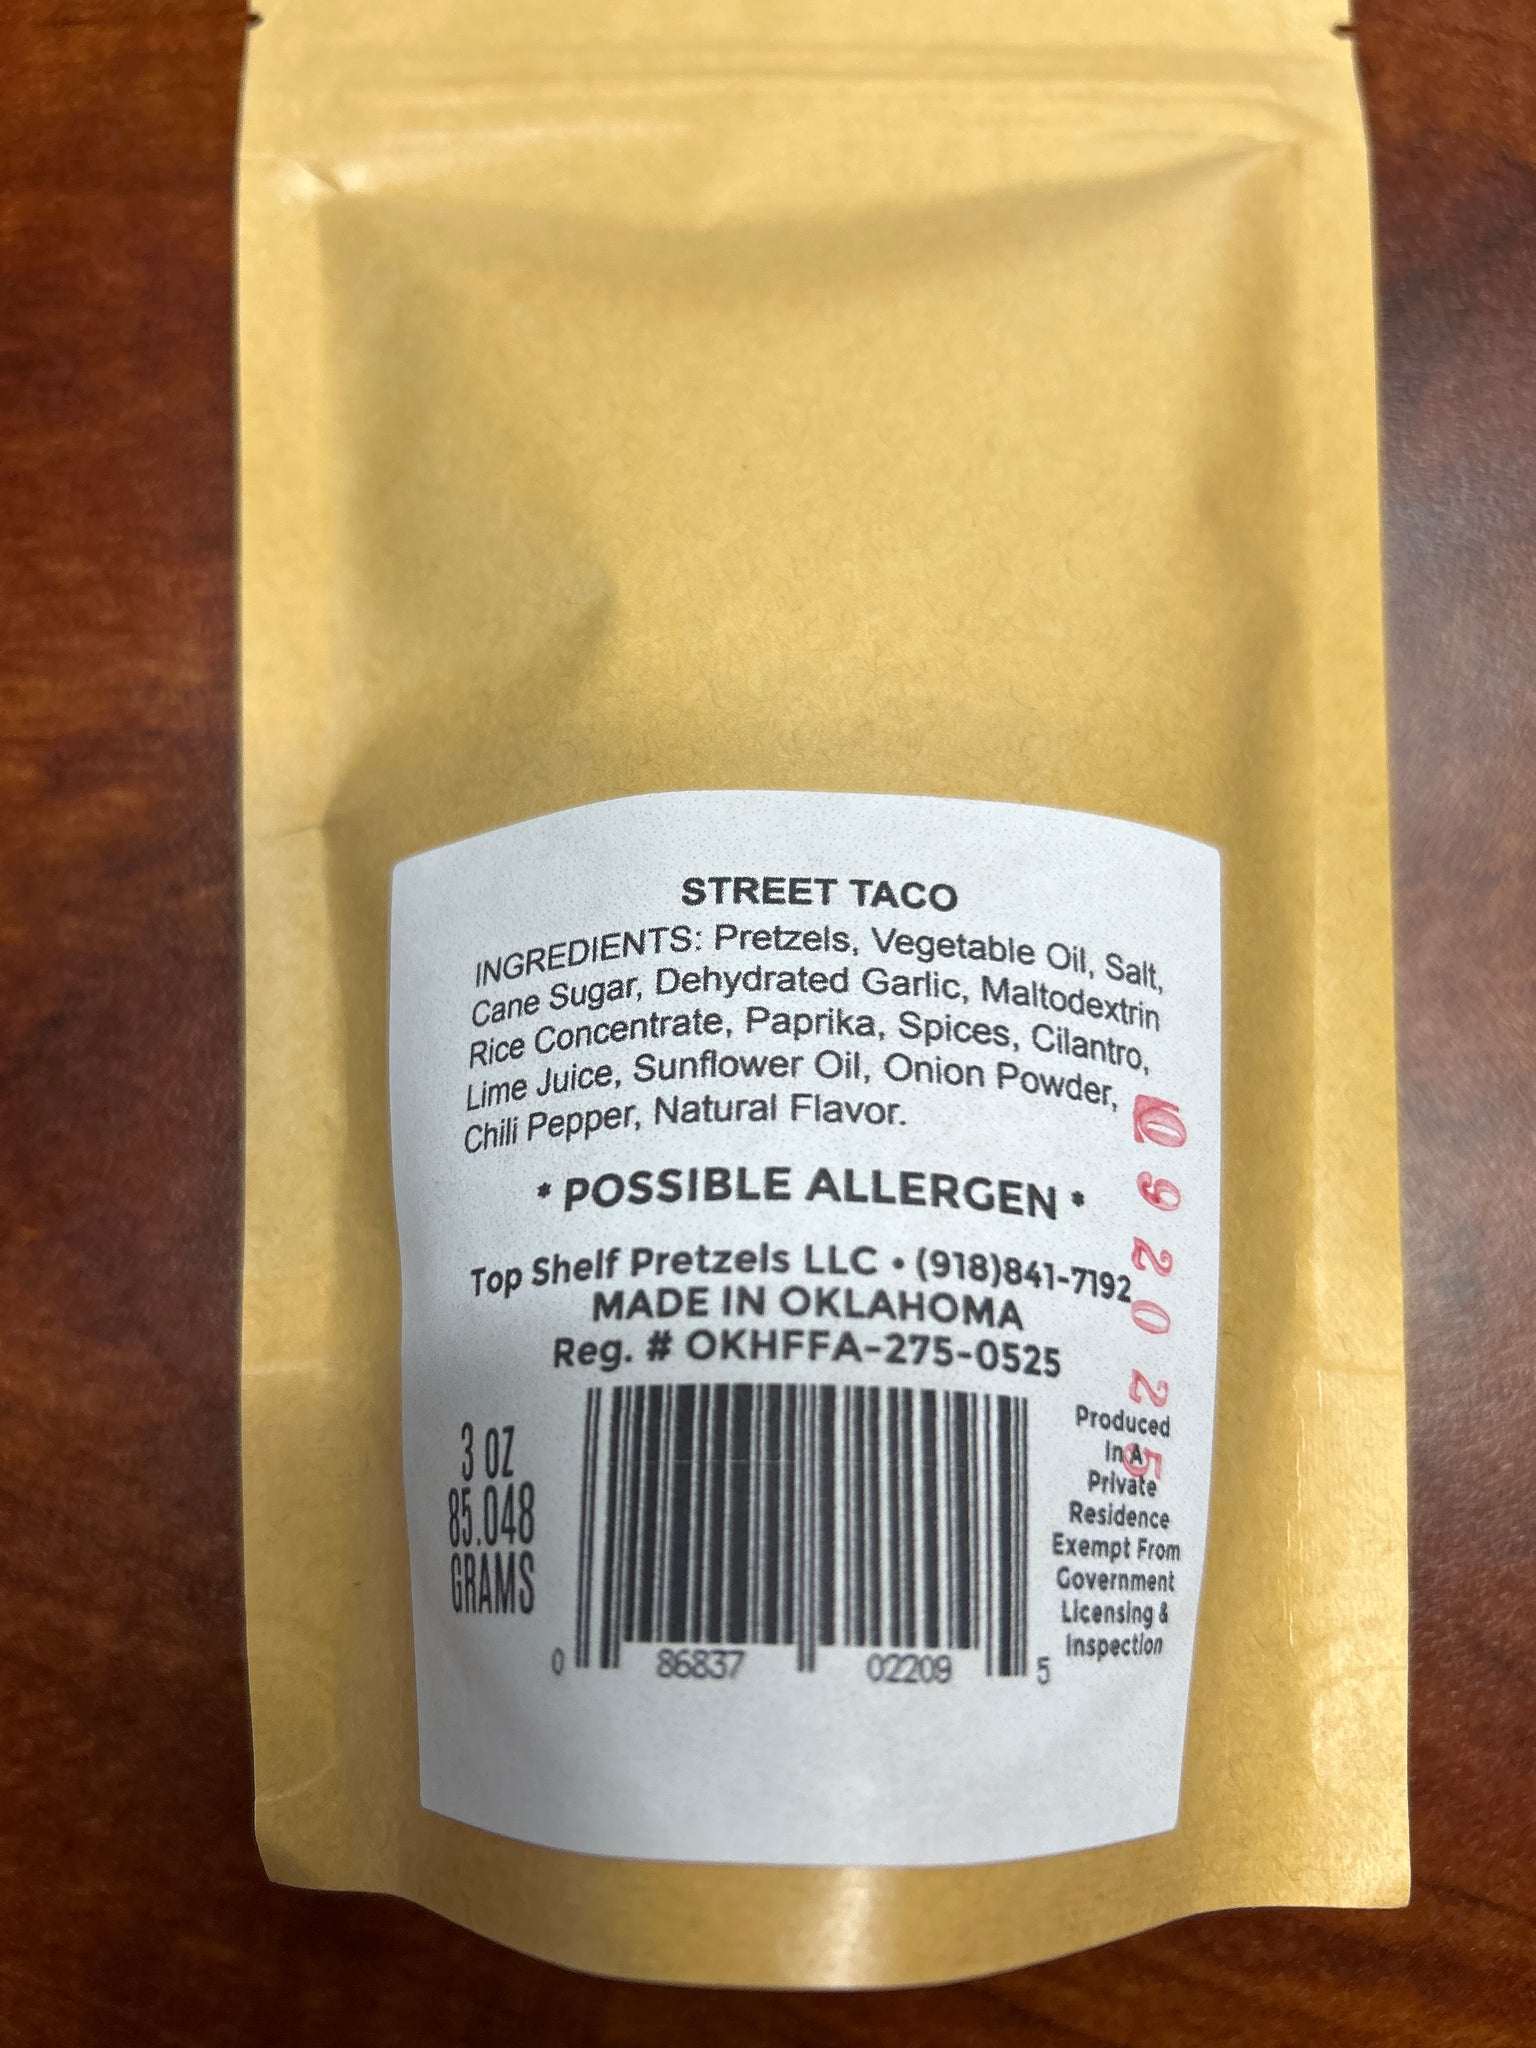 STREET TACO
INGREDIENTS: Pretzels, Vegetable Oil, Salt,
Cane Sugar, Dehydrated Garlic, Maltodextrin
Rice Concentrate, Paprika, Spices, Cilantro,
Lime Juice, Sunflower Oil, Onion Powder,
Chili Pepper, Natural Flavor.
* POSSIBLE ALLERGEN *
Top Shelf Pretzels LLC • (918)841-7192
MADE IN OKLAHOMA
Reg. # OKHFFA-275-0525
3 OZ
85.048
GRAMS
0 86837 02209 5
Produced
In A
Private
Residence
Exempt From
Government
Licensing &
Inspection
092025